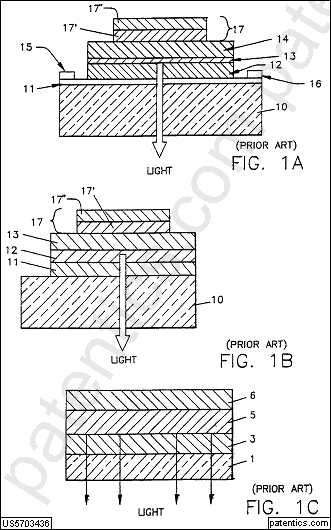 17"
17'
17
15
14
13
12
11
16
10
LIGHT
(PRIOR ART)
FIG. 1A
17"
17'
17
13
12
11
10
LIGHT
(PRIOR ART)
FIG. 1B
6
5
3
1
LIGHT
(PRIOR ART)
FIG. 1C
US5703436
patentics.com